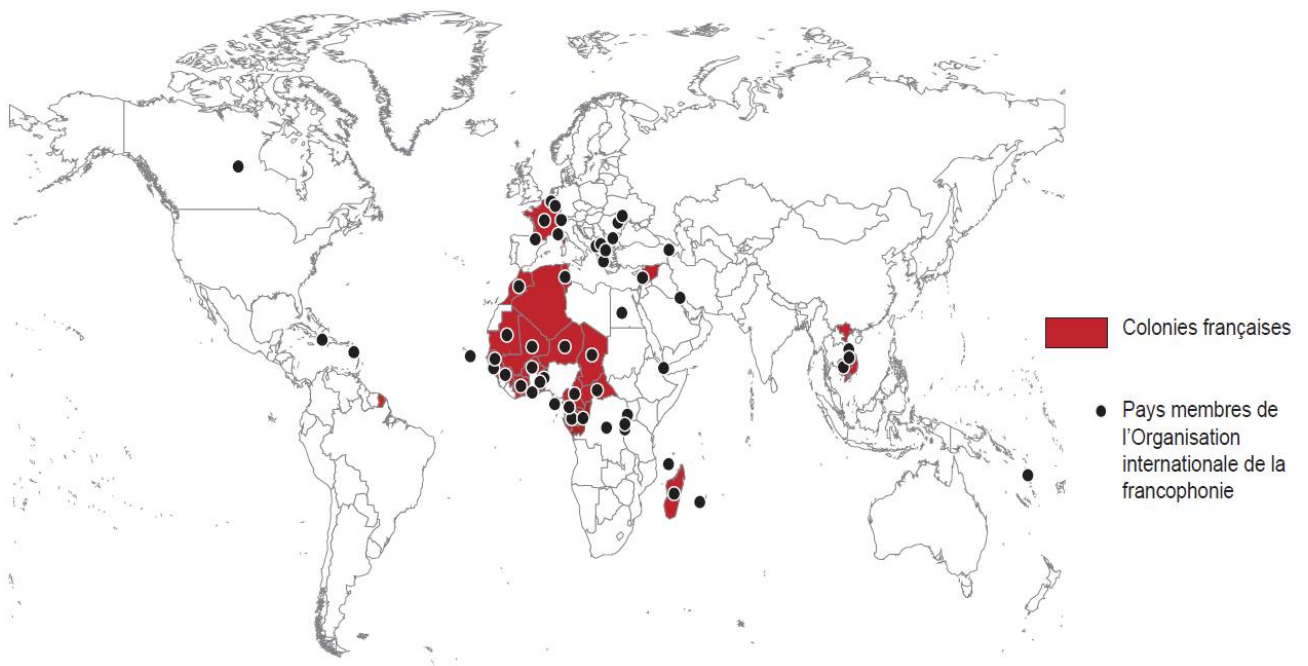 Colonies françaises
Pays membres de
l'Organisation
internationale de la
francophonie